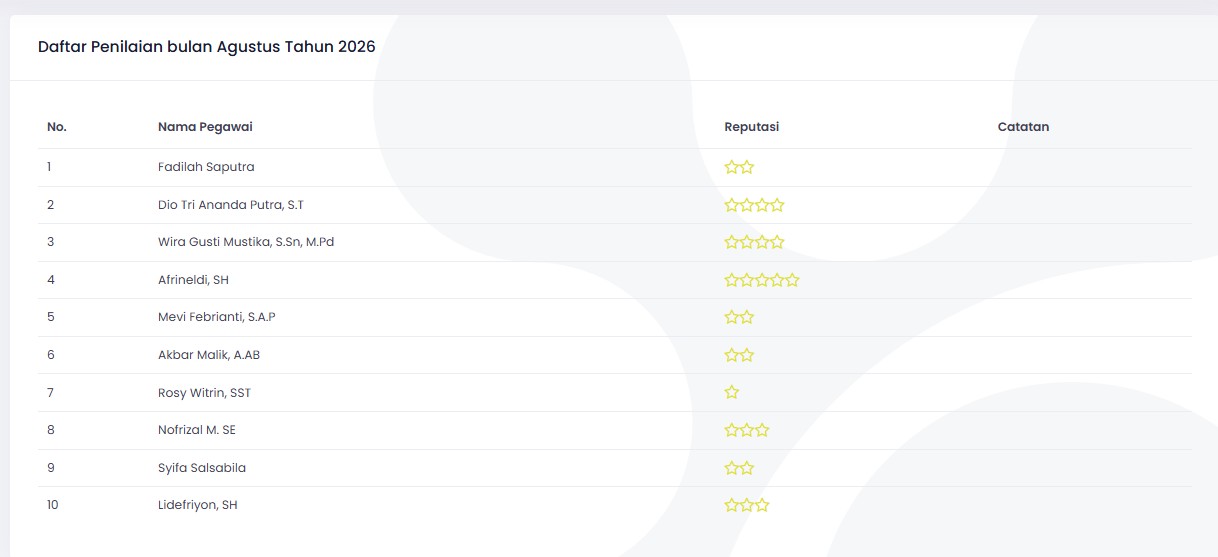 Daftar Penilaian bulan Agustus Tahun 2026
No. Nama Pegawai Reputasi Catatan
1 Fadilah Saputra
2 Dio Tri Ananda Putra, S.T
3 Wira Gusti Mustika, S.Sn, M.Pd
4 Afrineldi, SH
5 Mevi Febrianti, S.A.P
6 Akbar Malik, A.AB
7 Rosy Witrin, SST
8 Nofrizal M. SE
9 Syifa Salsabila
10 Lidefriyon, SH